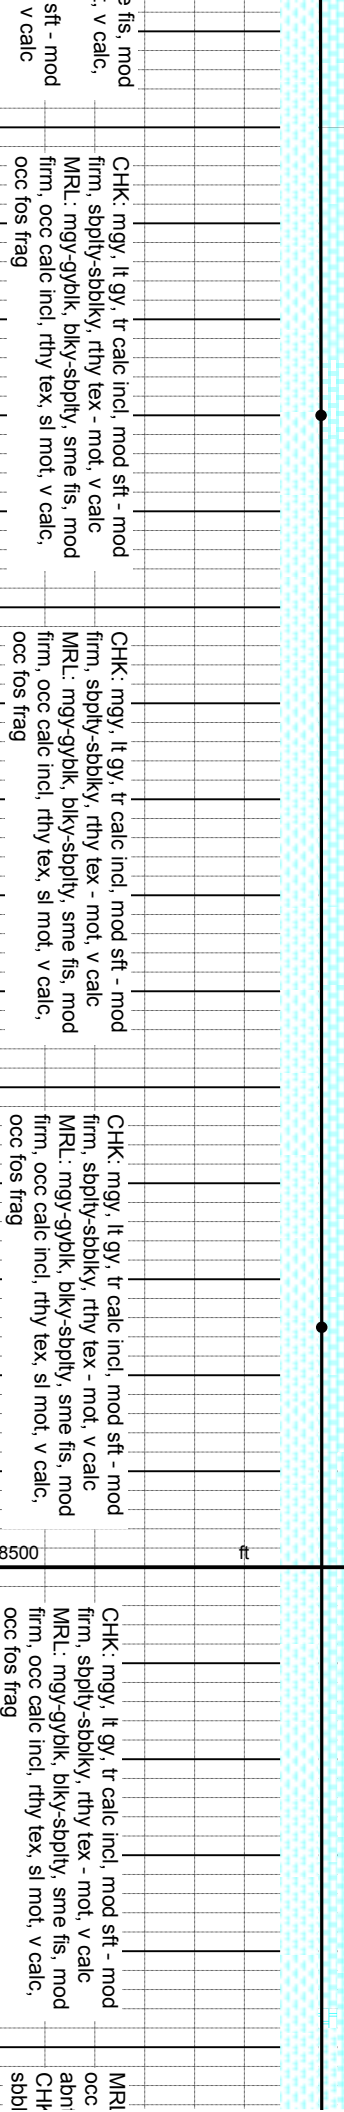 e fis, mod
, v calc,
sft - mod
v calc
CHK: mgy, lt gy, tr calc incl, mod sft - mod
firm, sbplty-sbblky, rthy tex - mot, v calc
MRL: mgy-gyblk, blky-sbplty, sme fis, mod
firm, occ calc incl, rthy tex, sl mot, v calc,
occ fos frag
CHK: mgy, lt gy, tr calc incl, mod sft - mod
firm, sbplty-sbblky, rthy tex - mot, v calc
MRL: mgy-gyblk, blky-sbplty, sme fis, mod
firm, occ calc incl, rthy tex, sl mot, v calc,
occ fos frag
CHK: mgy, lt gy, tr calc incl, mod sft - mod
firm, sbplty-sbblky, rthy tex - mot, v calc
MRL: mgy-gyblk, blky-sbplty, sme fis, mod
firm, occ calc incl, rthy tex, sl mot, v calc,
occ fos frag
8500 ft
CHK: mgy, lt gy, tr calc incl, mod sft - mod
firm, sbplty-sbblky, rthy tex - mot, v calc
MRL: mgy-gyblk, blky-sbplty, sme fis, mod
firm, occ calc incl, rthy tex, sl mot, v calc,
occ fos frag
MRL
occ
abn
CHK
sbbl